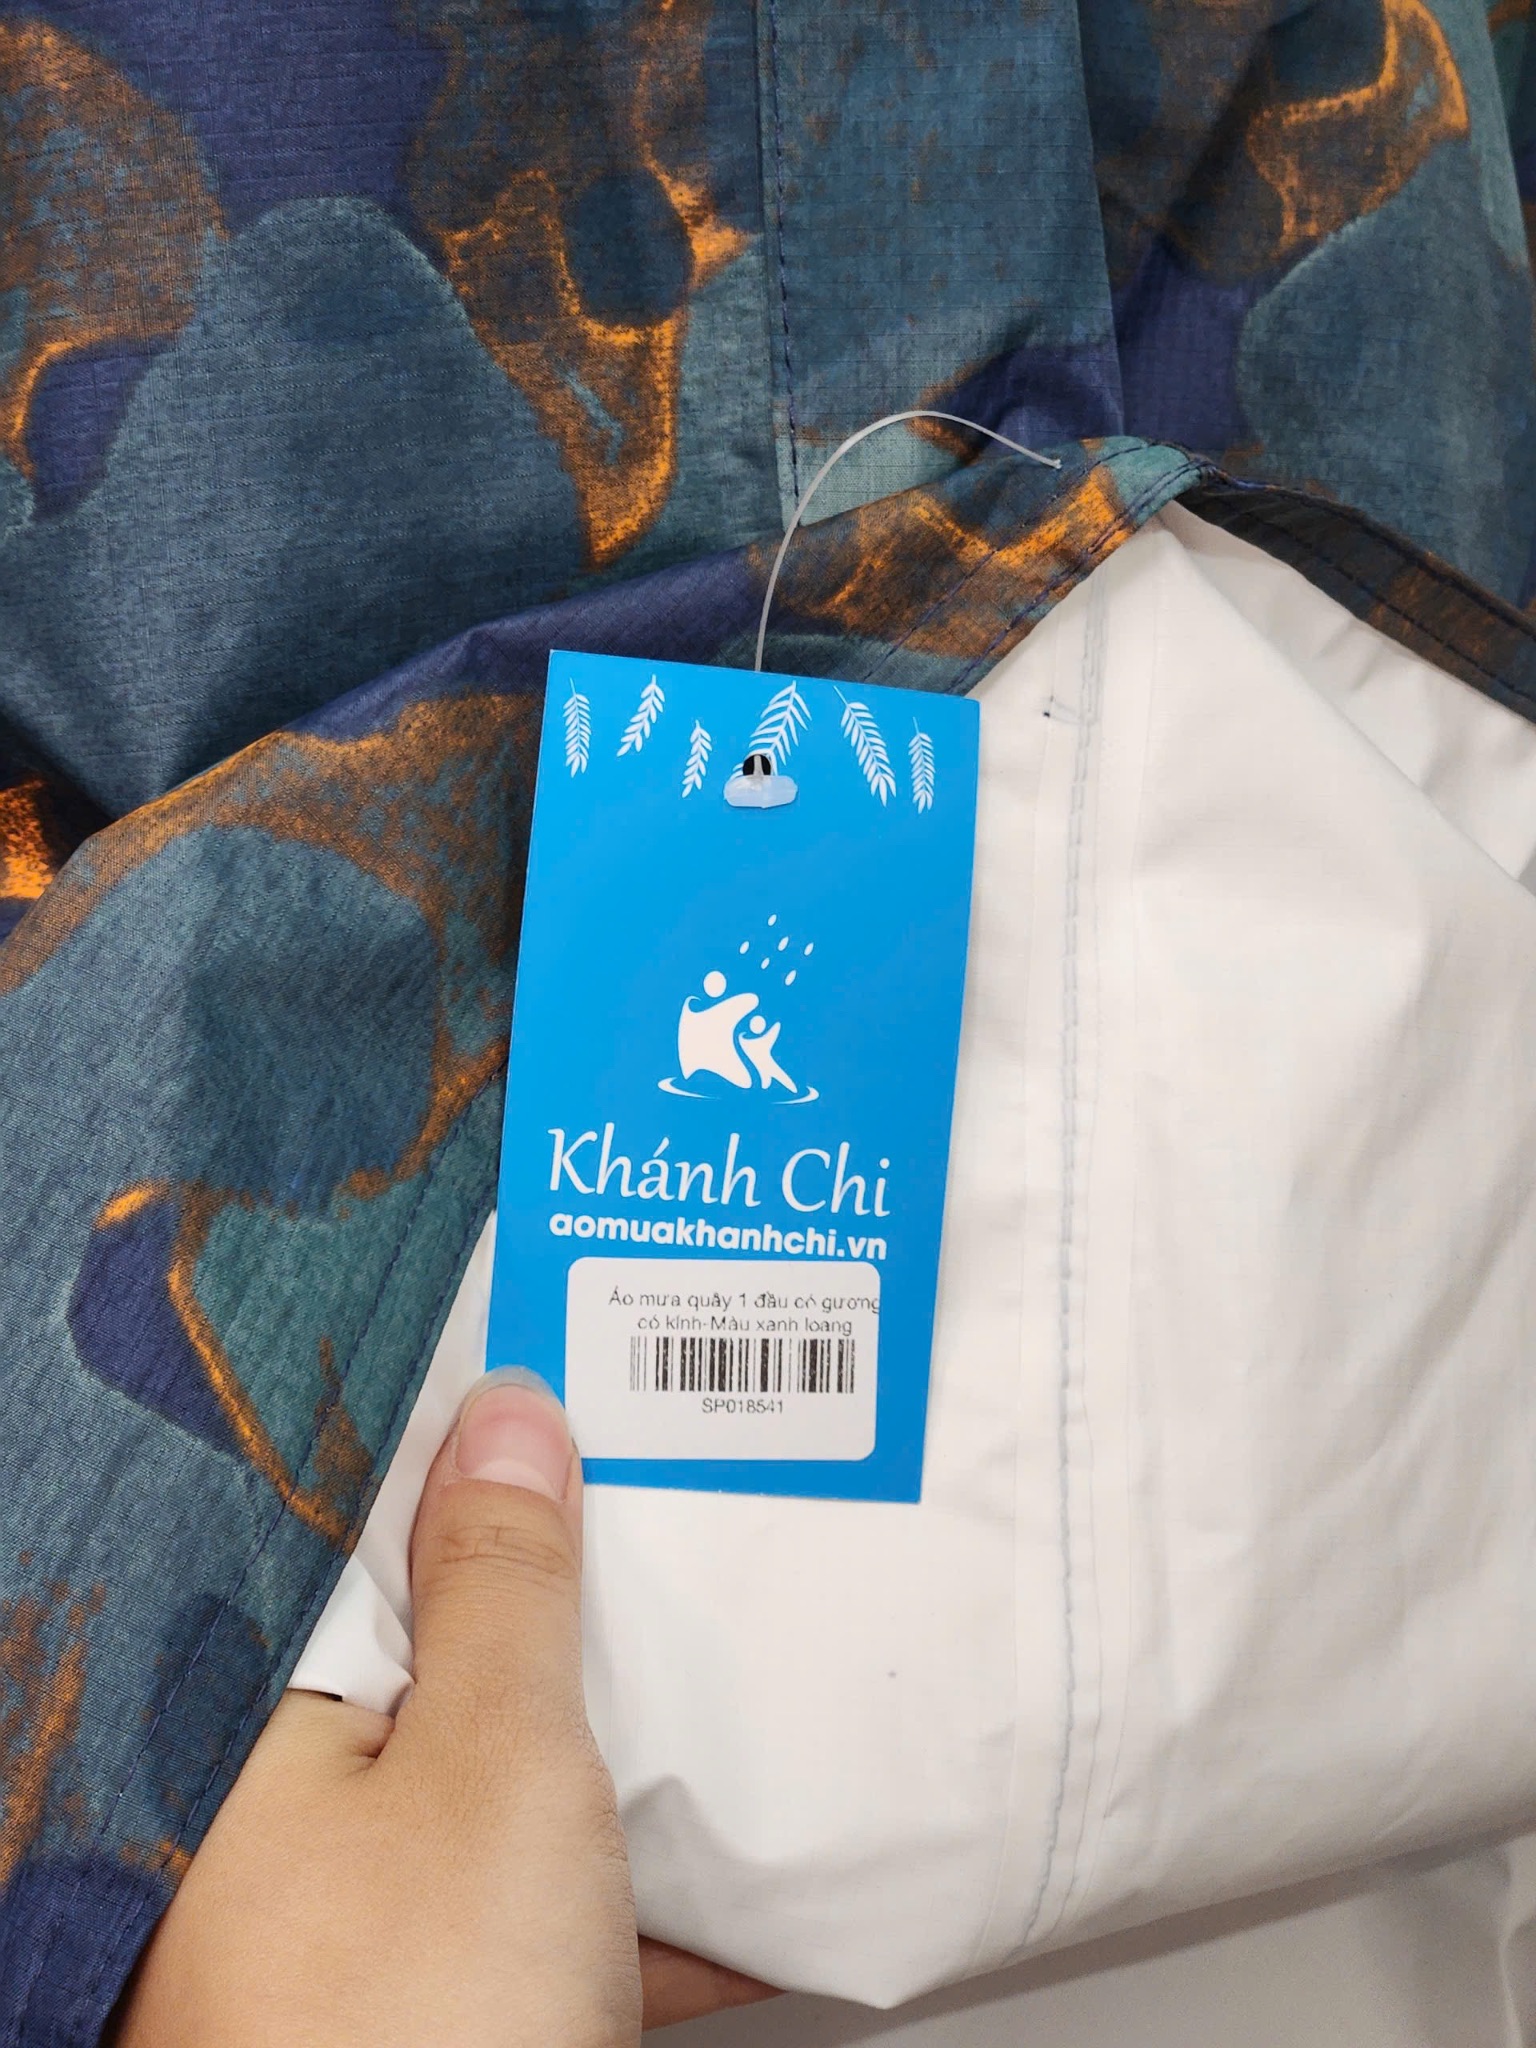 Khánh Chi
aomuakhanhchi.vn
Áo mưa quây 1 đầu có gương
có kính-Màu xanh loang
SP018541